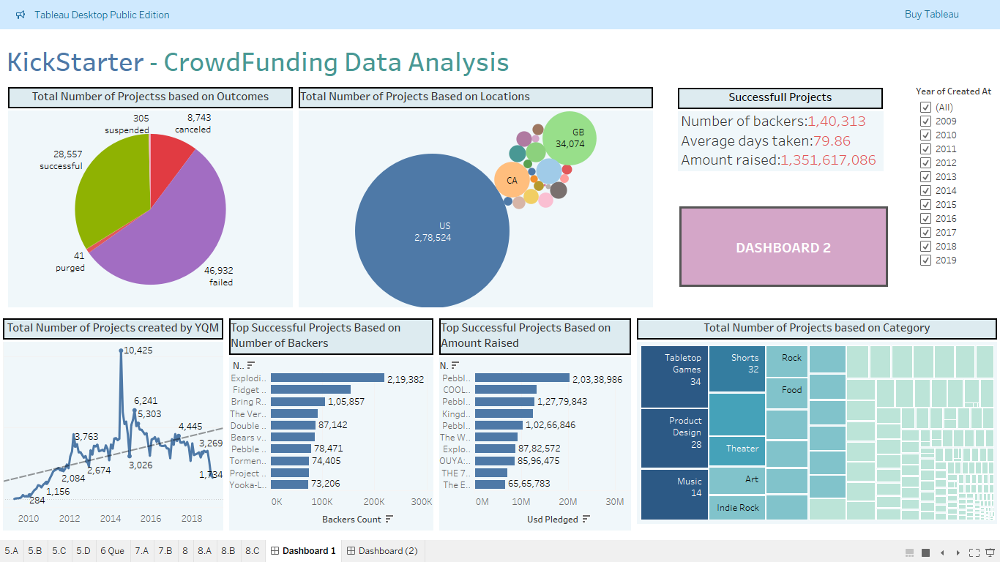 Tableau Desktop Public Edition
Buy Tableau
KickStarter - CrowdFunding Data Analysis
Total Number of Projectss based on Outcomes
305
suspended
8,743
canceled
28,557
successful
41
purged
46,932
failed
Total Number of Projects Based on Locations
GB
34,074
CA
US
2,78,524
Successfull Projects
Number of backers:1,40,313
Average days taken:79.86
Amount raised:1,351,617,086
DASHBOARD 2
Year of Created At
(All)
2009
2010
2011
2012
2013
2014
2015
2016
2017
2018
2019
Total Number of Projects created by YQM
10,425
6,241
5,303
4,445
3,763
3,269
3,026
2,674
2,084
1,734
1,156
284
2010 2012 2014 2016 2018
Top Successful Projects Based on
Number of Backers
N..
Explodi.. 2,19,382
Fidget ..
Bring R.. 1,05,857
The Ver..
Double .. 87,142
Bears v..
Pebble .. 78,471
Tormen.. 74,405
Project ..
Yooka-L.. 73,206
0K 100K 200K 300K
Backers Count
Top Successful Projects Based on
Amount Raised
N.
Pebbl.. 2,03,38,986
COOL..
Pebbl.. 1,27,79,843
Kingd..
Pebbl.. 1,02,66,846
The W..
Explo.. 87,82,572
OUYA:.. 85,96,475
THE 7..
The E.. 65,65,783
0M 10M 20M 30M
Usd Pledged
Total Number of Projects based on Category
Tabletop
Games
34
Product
Design
28
Music
14
Shorts
32
Theater
Art
Indie Rock
Rock
Food
5.A 5.B 5.C 5.D 6 Que 7.A 7.B 8 8.A 8.B 8.C Dashboard 1 Dashboard (2)